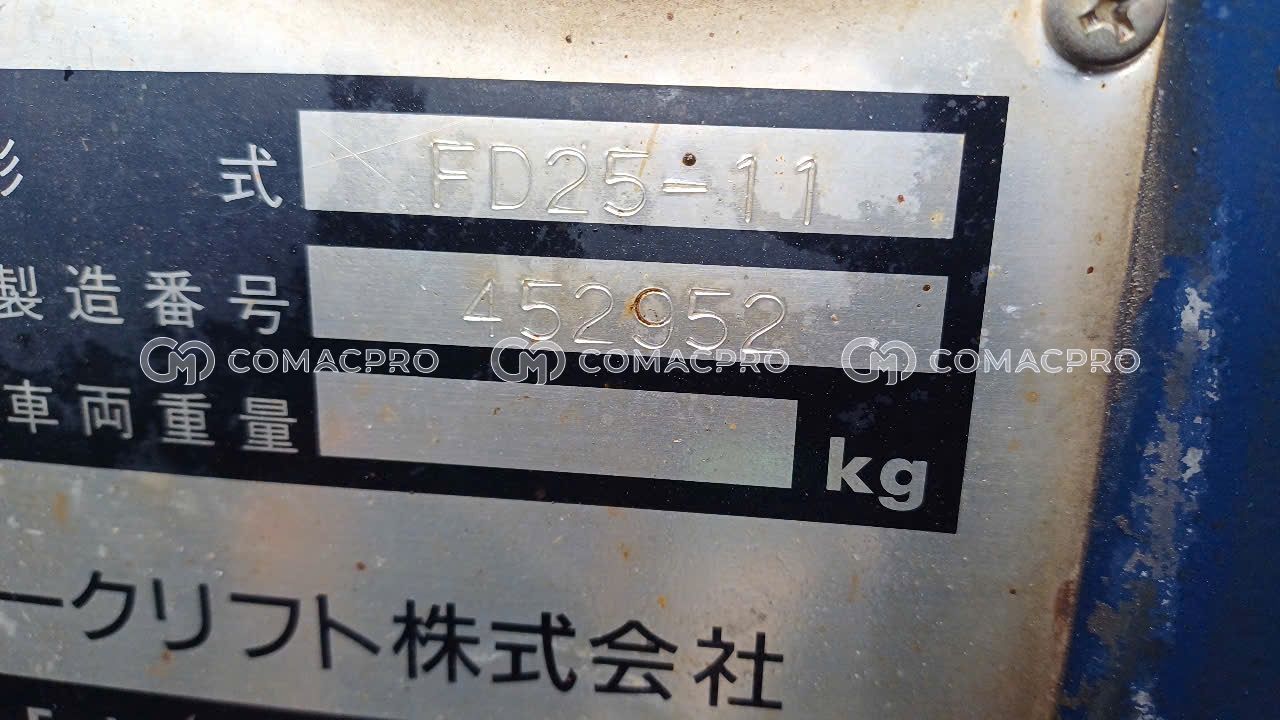 形式 FD25-11
製造番号 452952
COMACPRO COMACPRO COMACPRO
車両重量 kg
ークリフト株式会社